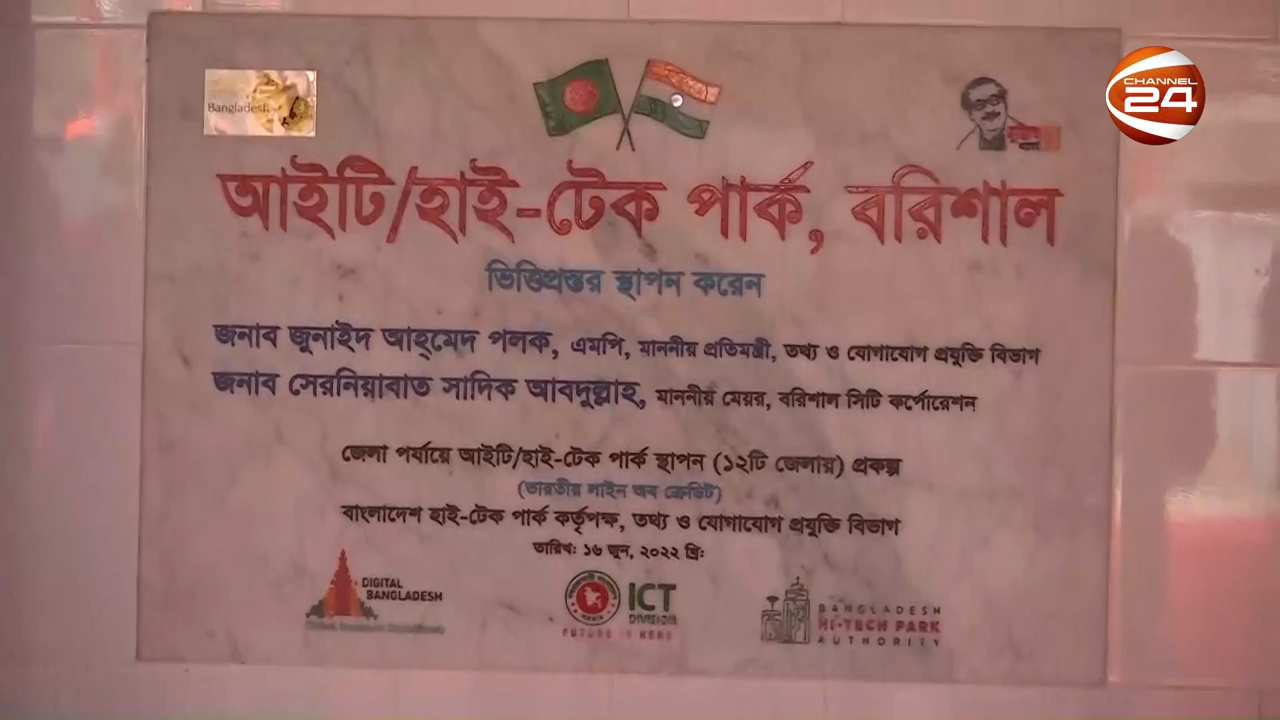 Bangladesh
CHANNEL
24
আইটি/হাই-টেক পার্ক, বরিশাল
ভিত্তিপ্রস্তর স্থাপন করেন
জনাব জুনাইদ আহ্‌মেদ পলক, এমপি, মাননীয় প্রতিমন্ত্রী, তথ্য ও যোগাযোগ প্রযুক্তি বিভাগ
জনাব সেরনিয়াবাত সাদিক আবদুল্লাহ, মাননীয় মেয়র, বরিশাল সিটি কর্পোরেশন
জেলা পর্যায়ে আইটি/হাই-টেক পার্ক স্থাপন (১২টি জেলায়) প্রকল্প
(ভারতীয় লাইন অব ক্রেডিট)
বাংলাদেশ হাই-টেক পার্ক কর্তৃপক্ষ, তথ্য ও যোগাযোগ প্রযুক্তি বিভাগ
তারিখ: ১৬ জুন, ২০২২ খ্রি:
DIGITAL
BANGLADESH
ICT
DIVISION
FUTURE IS HERE
BANGLADESH
HI-TECH PARK
AUTHORITY